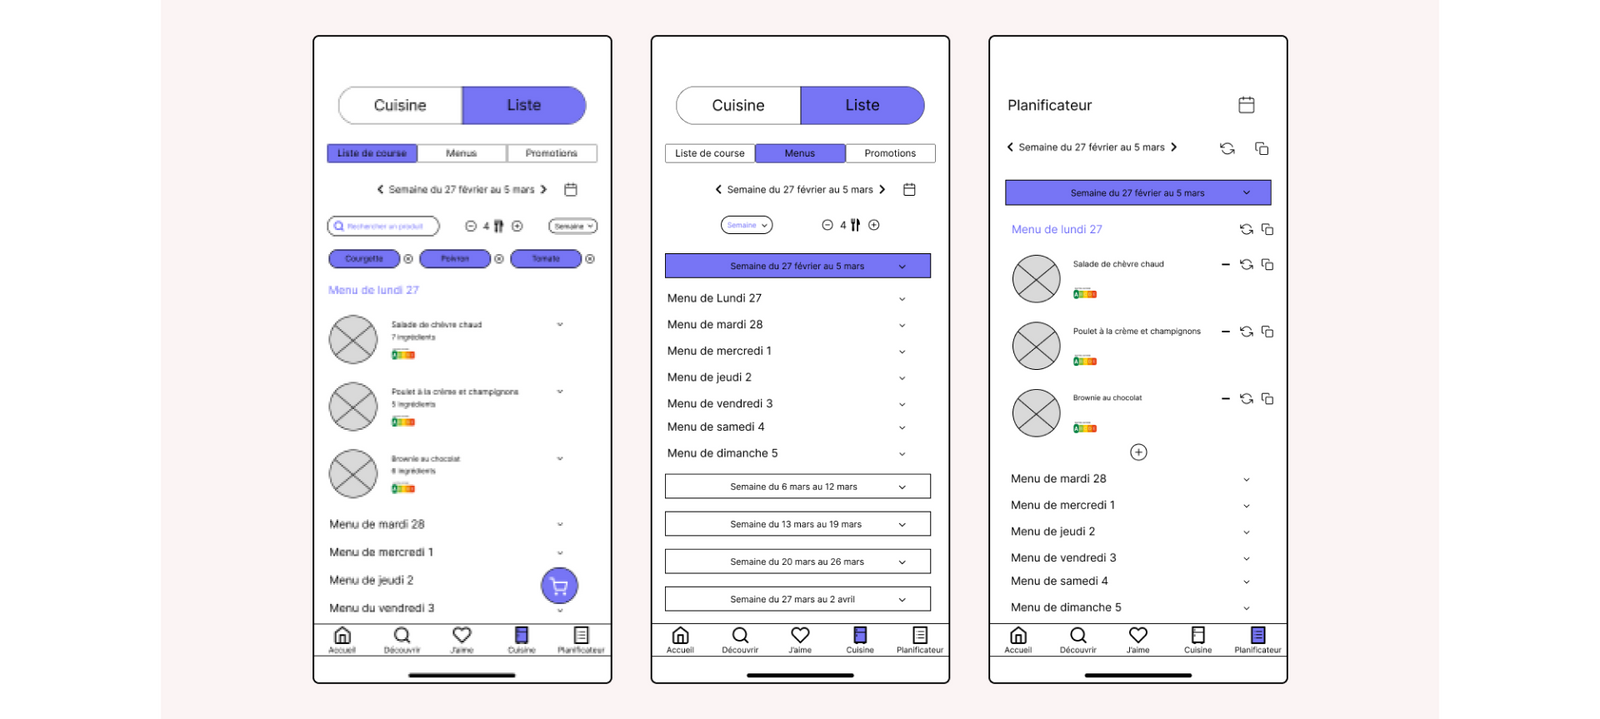 Cuisine Liste
Liste de course Menus Promotions
Semaine du 27 février au 5 mars
Rechercher un produit 4 Semaine
Courgette Poivron Tomate
Menu de lundi 27
Salade de chèvre chaud
7 ingrédients
A
Poulet à la crème et champignons
5 ingrédients
A
Brownie au chocolat
6 ingrédients
A
Menu de mardi 28
Menu de mercredi 1
Menu de jeudi 2
Menu du vendredi 3
Accueil Découvrir J'aime Cuisine Planificateur
Cuisine Liste
Liste de course Menus Promotions
Semaine du 27 février au 5 mars
Semaine 4
Semaine du 27 février au 5 mars
Menu de Lundi 27
Menu de mardi 28
Menu de mercredi 1
Menu de jeudi 2
Menu de vendredi 3
Menu de samedi 4
Menu de dimanche 5
Semaine du 6 mars au 12 mars
Semaine du 13 mars au 19 mars
Semaine du 20 mars au 26 mars
Semaine du 27 mars au 2 avril
Accueil Découvrir J'aime Cuisine Planificateur
Planificateur
Semaine du 27 février au 5 mars
Semaine du 27 février au 5 mars
Menu de lundi 27
Salade de chèvre chaud
A
Poulet à la crème et champignons
A
Brownie au chocolat
A
Menu de mardi 28
Menu de mercredi 1
Menu de jeudi 2
Menu de vendredi 3
Menu de samedi 4
Menu de dimanche 5
Accueil Découvrir J'aime Cuisine Planificateur